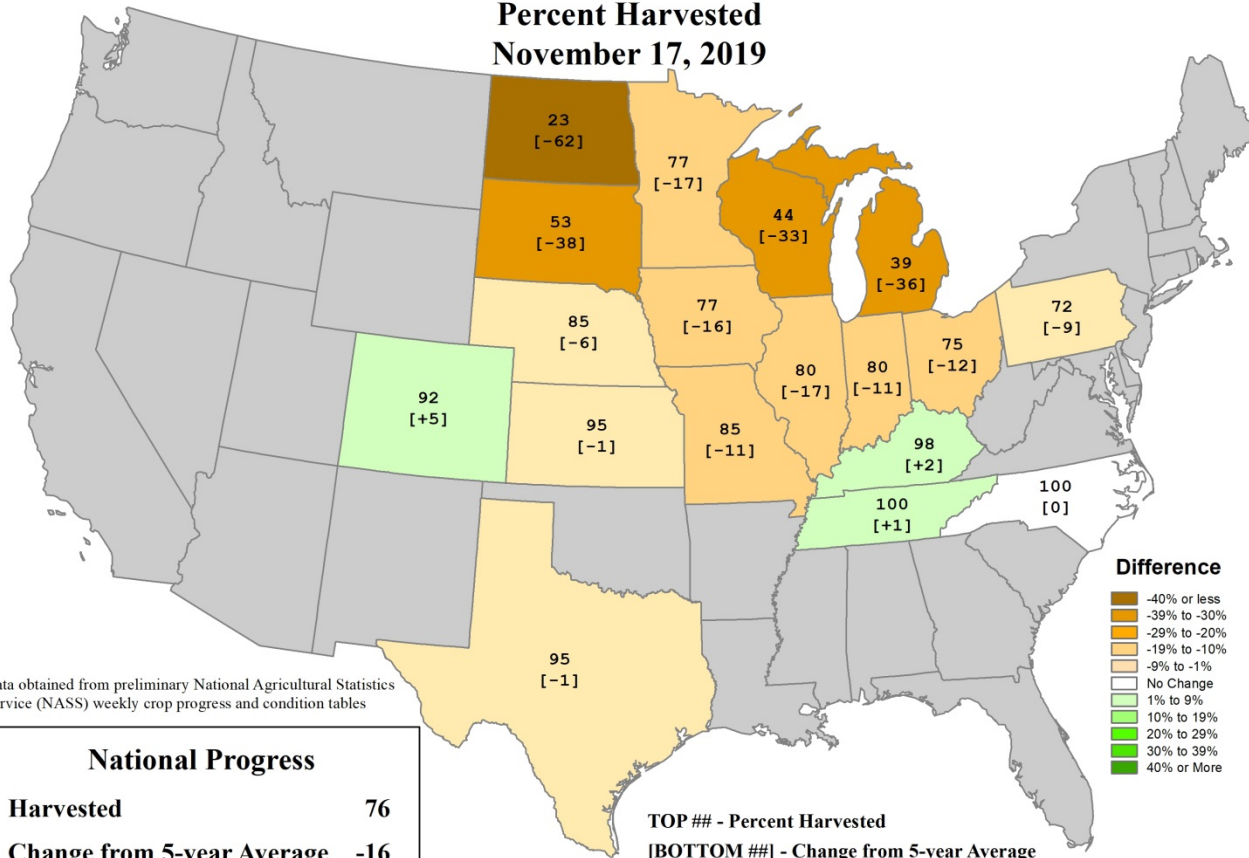 Percent Harvested
November 17, 2019
23
[-62]
77
[-17]
53
[-38]
44
[-33]
39
[-36]
85
[-6]
77
[-16]
72
[-9]
92
[+5]
95
[-1]
85
[-11]
80
[-17]
80
[-11]
75
[-12]
98
[+2]
100
[+1]
100
[0]
95
[-1]
Difference
-40% or less
-39% to -30%
-29% to -20%
-19% to -10%
-9% to -1%
No Change
1% to 9%
10% to 19%
20% to 29%
30% to 39%
40% or More
obtained from preliminary National Agricultural Statistics
(NASS) weekly crop progress and condition tables
National Progress
Harvested 76
Change from 5-year Average -16
TOP ## - Percent Harvested
[BOTTOM ##] - Change from 5-year Average